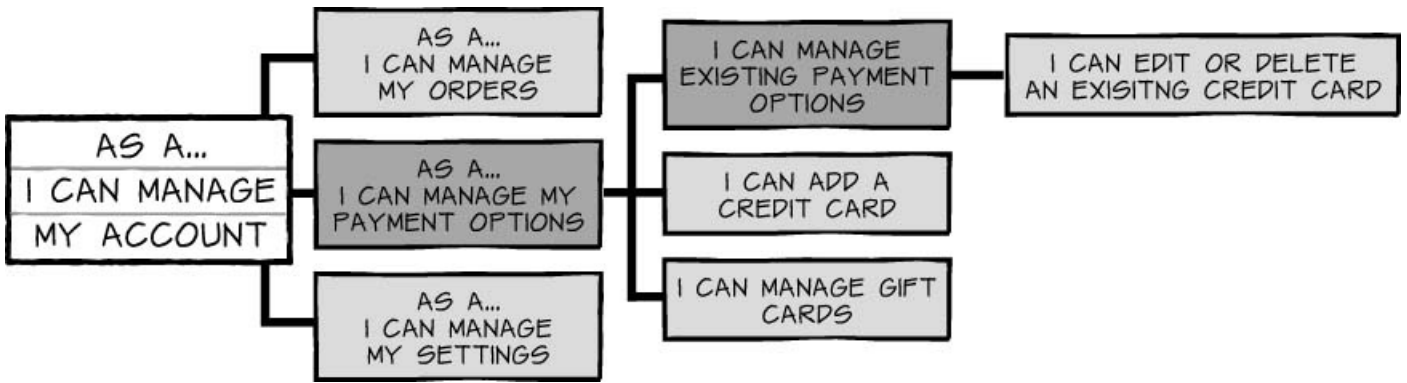 AS A...
I CAN MANAGE
MY ACCOUNT
AS A...
I CAN MANAGE
MY ORDERS
AS A...
I CAN MANAGE MY
PAYMENT OPTIONS
AS A...
I CAN MANAGE
MY SETTINGS
I CAN MANAGE
EXISTING PAYMENT
OPTIONS
I CAN ADD A
CREDIT CARD
I CAN MANAGE GIFT
CARDS
I CAN EDIT OR DELETE
AN EXISITNG CREDIT CARD